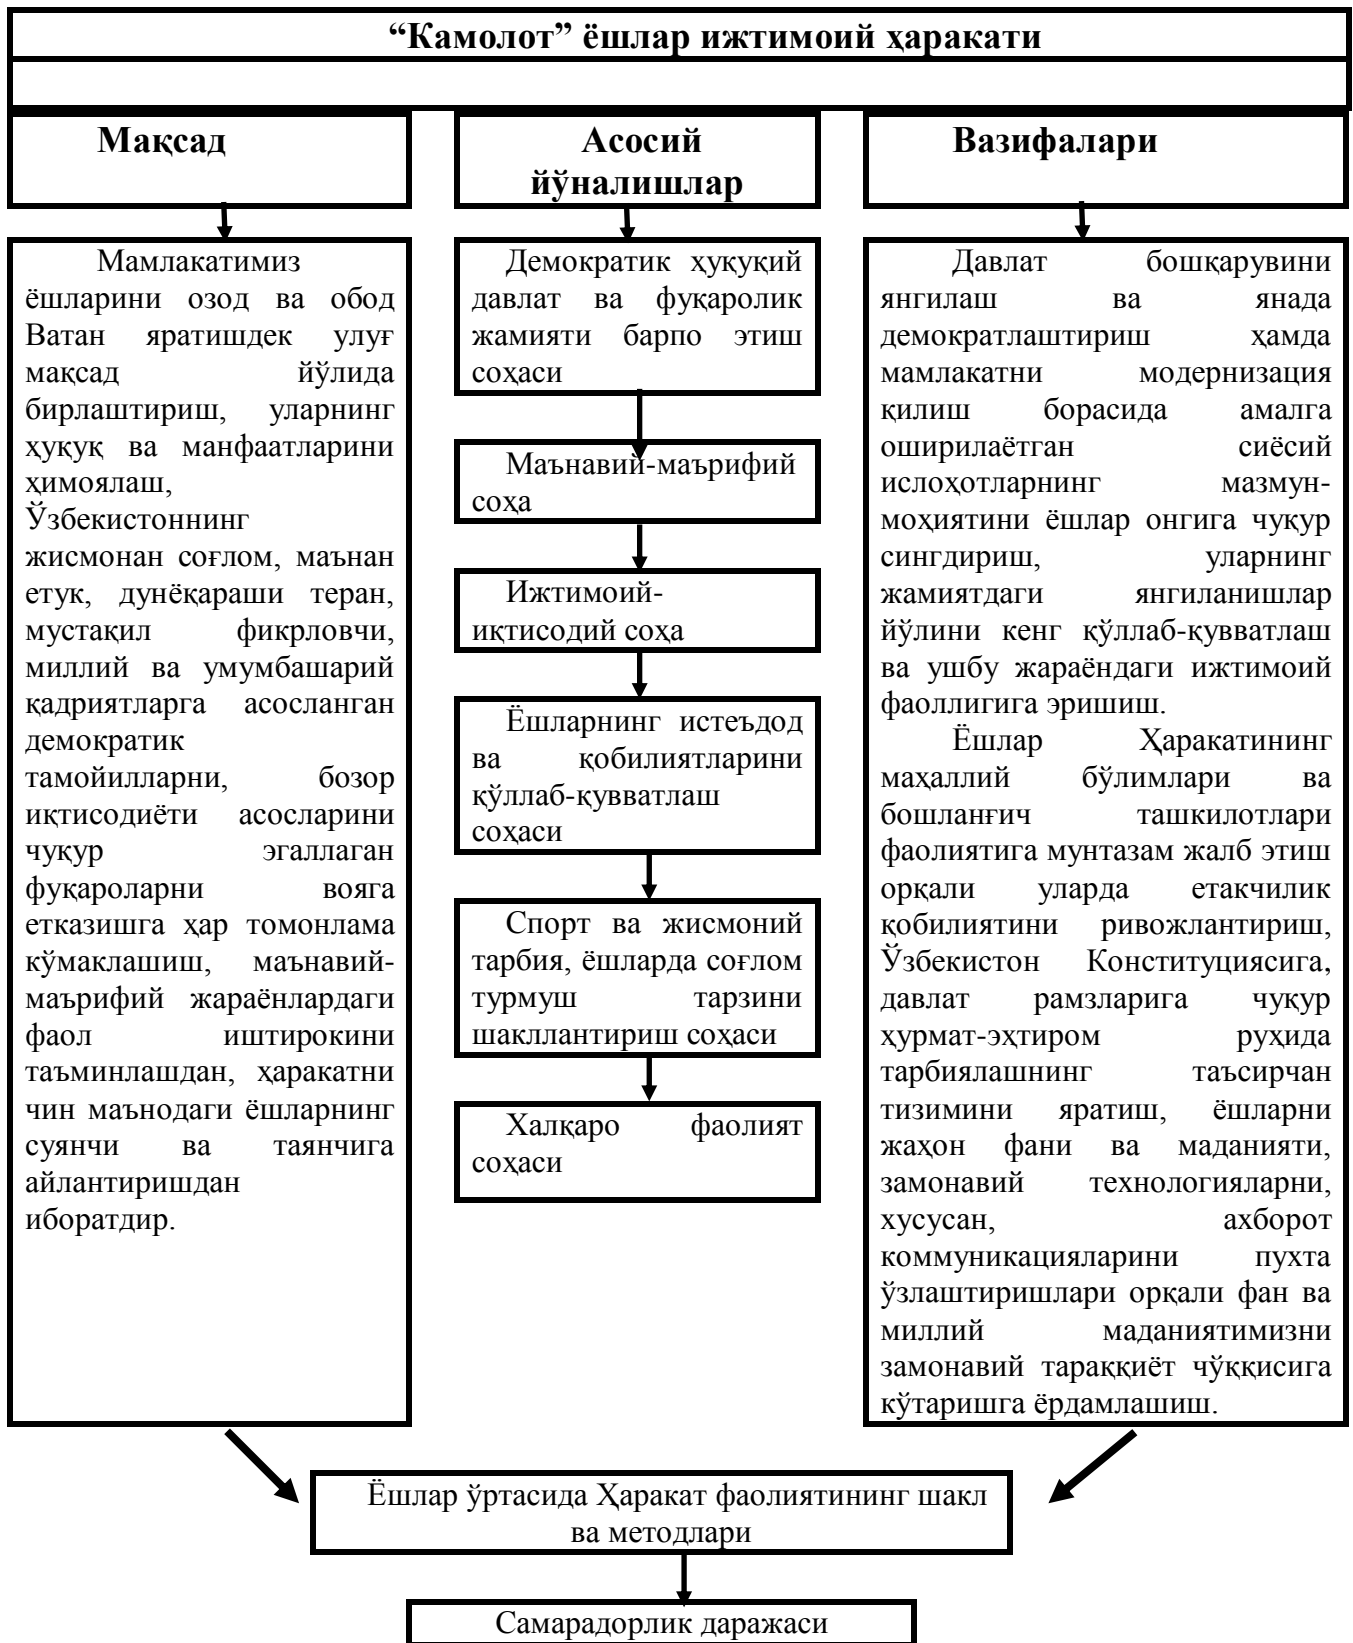 “Камолот” ёшлар ижтимоий ҳаракати
Мақсад
Мамлакатимиз
ёшларини озод ва обод
Ватан яратишдек улуғ
мақсад йўлида
бирлаштириш, уларнинг
ҳуқуқ ва манфаатларини
ҳимоялаш,
Ўзбекистоннинг
жисмонан соғлом, маънан
етук, дунёқараши теран,
мустақил фикрловчи,
миллий ва умумбашарий
қадриятларга асосланган
демократик
тамойилларни, бозор
иқтисодиёти асосларини
чуқур эгаллаган
фуқароларни вояга
етказишга ҳар томонлама
кўмаклашиш, маънавий-
маърифий жараёнлардаги
фаол иштирокини
таъминлашдан, ҳаракатни
чин маънодаги ёшларнинг
суянчи ва таянчига
айлантиришдан
иборатдир.
Асосий
йўналишлар
Демократик ҳуқуқий
давлат ва фуқаролик
жамияти барпо этиш
соҳаси
Маънавий-маърифий
соҳа
Ижтимоий-
иқтисодий соҳа
Ёшларнинг истеъдод
ва қобилиятларини
қўллаб-қувватлаш
соҳаси
Спорт ва жисмоний
тарбия, ёшларда соғлом
турмуш тарзини
шакллантириш соҳаси
Халқаро фаолият
соҳаси
Вазифалари
Давлат бошқарувини
янгилаш ва янада
демократлаштириш ҳамда
мамлакатни модернизация
қилиш борасида амалга
оширилаётган сиёсий
ислоҳотларнинг мазмун-
моҳиятини ёшлар онгига чуқур
сингдириш, уларнинг
жамиятдаги янгиланишлар
йўлини кенг қўллаб-қувватлаш
ва ушбу жараёндаги ижтимоий
фаоллигига эришиш.
Ёшлар Ҳаракатининг
маҳаллий бўлимлари ва
бошланғич ташкилотлари
фаолиятига мунтазам жалб этиш
орқали уларда етакчилик
қобилиятини ривожлантириш,
Ўзбекистон Конституциясига,
давлат рамзларига чуқур
ҳурмат-эҳтиром руҳида
тарбиялашнинг таъсирчан
тизимини яратиш, ёшларни
жаҳон фани ва маданияти,
замонавий технологияларни,
хусусан, ахборот
коммуникацияларини пухта
ўзлаштиришлари орқали фан ва
миллий маданиятимизни
замонавий тараққиёт чўққисига
кўтаришга ёрдамлашиш.
Ёшлар ўртасида Ҳаракат фаолиятининг шакл
ва методлари
Самарадорлик даражаси